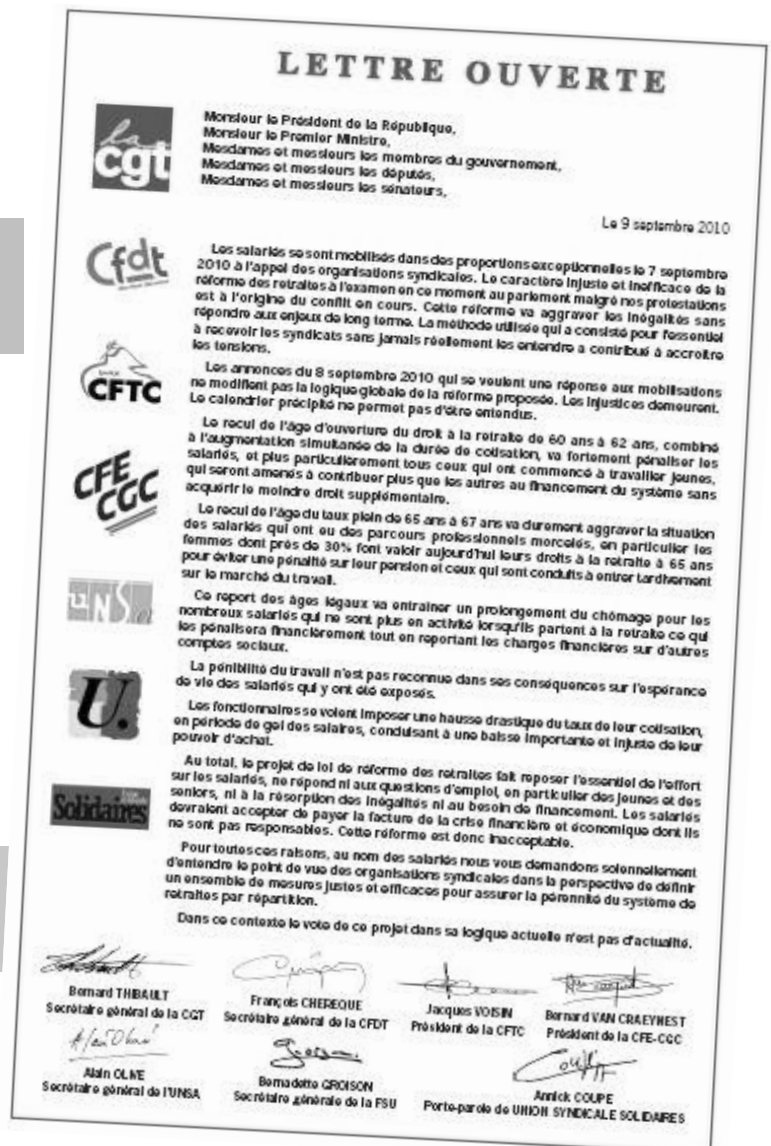 LETTRE OUVERTE
la
cgt
Monsieur le Président de la République,
Monsieur le Premier Ministre,
Mesdames et messieurs les membres du gouvernement,
Mesdames et messieurs les députés,
Mesdames et messieurs les sénateurs,
Le 9 septembre 2010
Cfdt
Les salariés se sont mobilisés dans des proportions exceptionnelles le 7 septembre
2010 à l'appel des organisations syndicales. Le caractère injuste et inefficace de la
réforme des retraites à l'examen en ce moment au parlement malgré nos protestations
est à l'origine du conflit en cours. Cette réforme va aggraver les inégalités sans
répondre aux enjeux de long terme. La méthode utilisée qui a consisté pour l'essentiel
à recevoir les syndicats sans jamais réellement les entendre a contribué à accroître
les tensions.
CFTC
Les annonces du 8 septembre 2010 qui se veulent une réponse aux mobilisations
ne modifient pas la logique globale de la réforme proposée. Les injustices demeurent.
Le calendrier précipité ne permet pas d'être entendus.
CFE
CGC
Le recul de l'âge d'ouverture du droit à la retraite de 60 ans à 62 ans, combiné
à l'augmentation simultanée de la durée de cotisation, va fortement pénaliser les
salariés, et plus particulièrement tous ceux qui ont commencé à travailler jeunes,
qui seront amenés à contribuer plus que les autres au financement du système sans
acquérir le moindre droit supplémentaire.
Le recul de l'âge du taux plein de 65 ans à 67 ans va durement aggraver la situation
des salariés qui ont eu des parcours professionnels morcelés, en particulier les
femmes dont près de 30% font valoir aujourd'hui leurs droits à la retraite à 65 ans
pour éviter une pénalité sur leur pension et ceux qui sont conduits à entrer tardivement
sur le marché du travail.
UNSA
Ce report des âges légaux va entrainer un prolongement du chômage pour les
nombreux salariés qui ne sont plus en activité lorsqu'ils partent à la retraite ce qui
les pénalisera financièrement tout en reportant les charges financières sur d'autres
comptes sociaux.
U.
La pénibilité du travail n'est pas reconnue dans ses conséquences sur l'espérance
de vie des salariés qui y ont été exposés.
Les fonctionnaires se voient imposer une hausse drastique du taux de leur cotisation,
en période de gel des salaires, conduisant à une baisse importante et injuste de leur
pouvoir d'achat.
Solidaires
Au total, le projet de loi de réforme des retraites fait reposer l'essentiel de l'effort
sur les salariés, ne répond ni aux questions d'emploi, en particulier des jeunes et des
seniors, ni à la résorption des inégalités ni au besoin de financement. Les salariés
devraient accepter de payer la facture de la crise financière et économique dont ils
ne sont pas responsables. Cette réforme est donc inacceptable.
Pour toutes ces raisons, au nom des salariés nous vous demandons solennellement
d'entendre le point de vue des organisations syndicales dans la perspective de définir
un ensemble de mesures justes et efficaces pour assurer la pérennité du système de
retraites par répartition.
Dans ce contexte le vote de ce projet dans sa logique actuelle n'est pas d'actualité.
Bernard THIBAULT
Secrétaire général de la CGT
François CHEREQUE
Secrétaire général de la CFDT
Jacques VOISIN
Président de la CFTC
Bernard VAN CRAEYNEST
Président de la CFE-CGC
Alain OLIVE
Secrétaire général de l'UNSA
Bernadette GROISON
Secrétaire générale de la FSU
Annick COUPE
Porte-parole de UNION SYNDICALE SOLIDAIRES